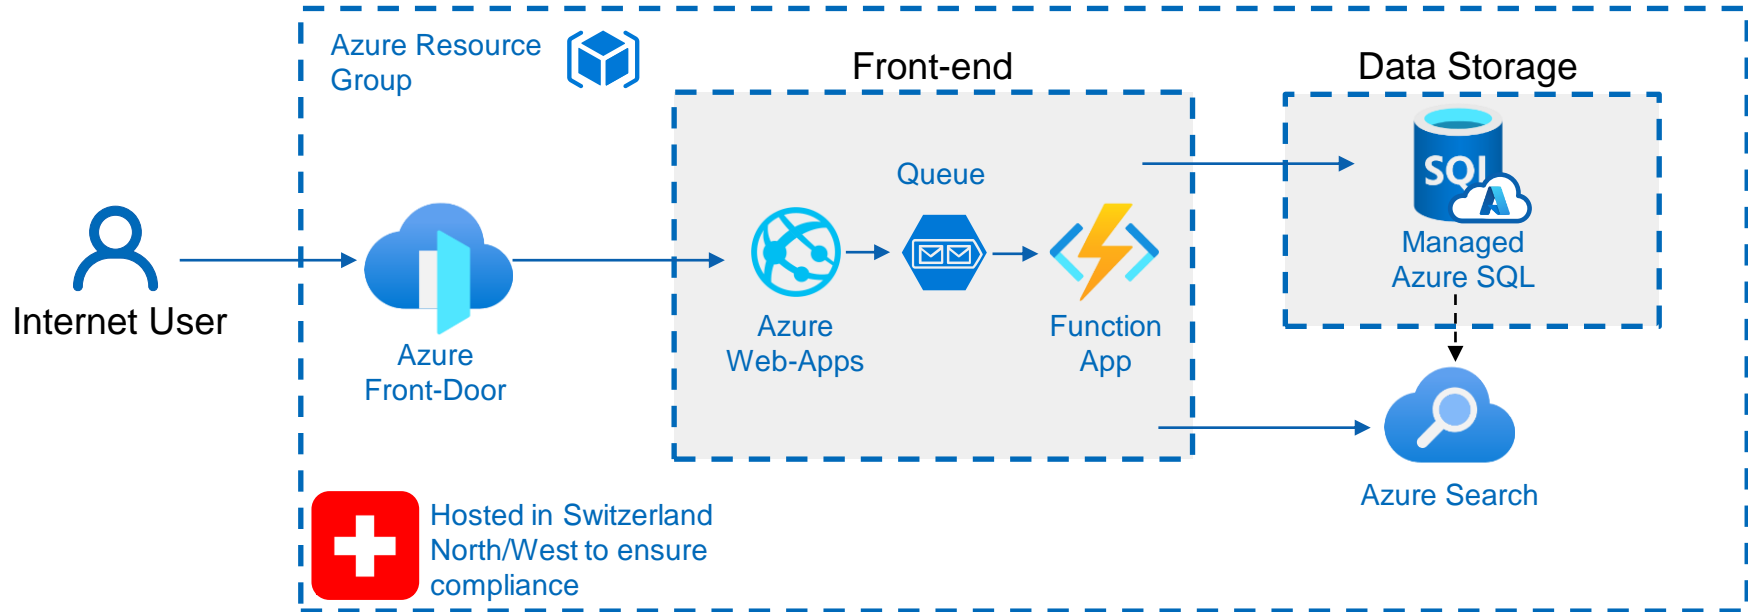 Azure Resource
Group
Front-end
Data Storage
Queue
SQL
Managed
Azure SQL
Internet User
Azure
Front-Door
Azure
Web-Apps
Function
App
Azure Search
Hosted in Switzerland
North/West to ensure
compliance